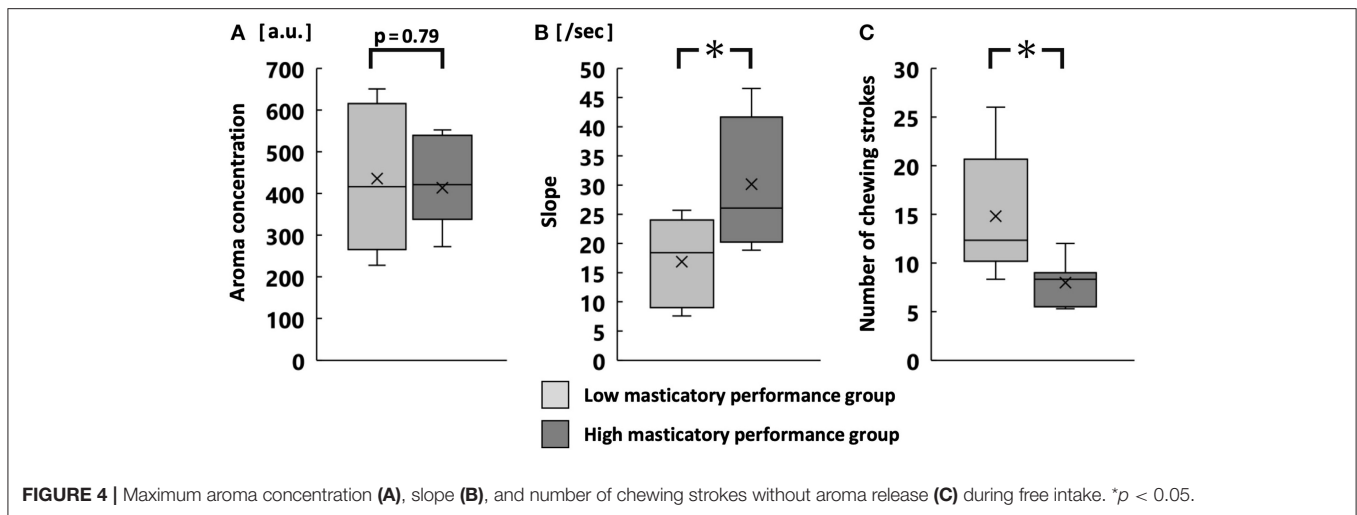 A [a.u.]
p = 0.79
700
600
500
400
300
200
100
0
Aroma concentration
B [/sec]
*
50
45
40
35
30
25
20
15
10
5
0
Slope
C
*
30
25
20
15
10
5
0
Number of chewing strokes
Low masticatory performance group
High masticatory performance group
FIGURE 4 | Maximum aroma concentration (A), slope (B), and number of chewing strokes without aroma release (C) during free intake. *p < 0.05.